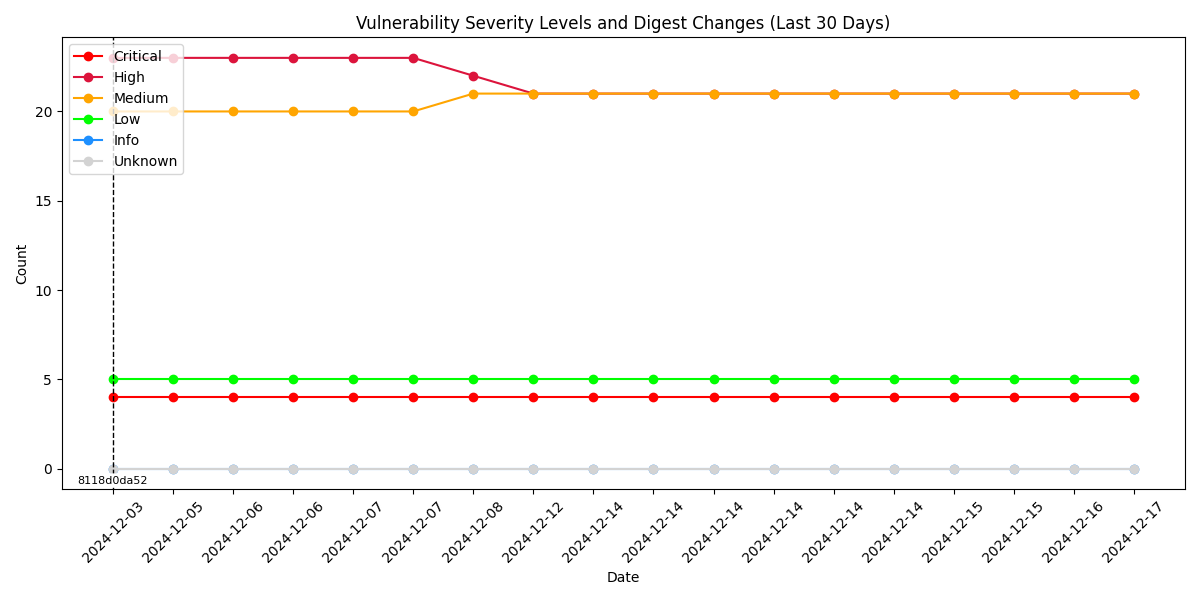 Vulnerability Severity Levels and Digest Changes (Last 30 Days)
Critical
High
Medium
Low
Info
Unknown
Count
20
15
10
5
0
8118d0da52
2024-12-03
2024-12-05
2024-12-06
2024-12-06
2024-12-07
2024-12-07
2024-12-08
2024-12-12
2024-12-14
2024-12-14
2024-12-14
2024-12-14
2024-12-14
2024-12-14
2024-12-15
2024-12-15
2024-12-16
2024-12-17
Date